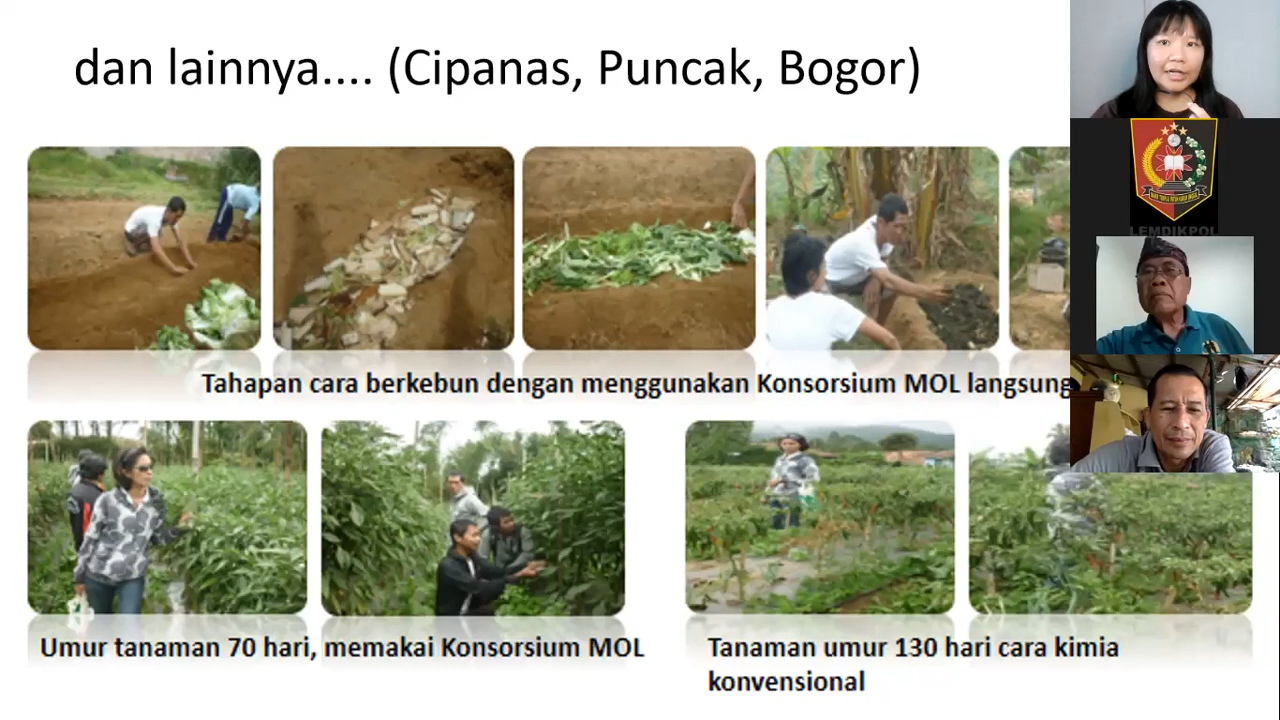 dan lainnya.... (Cipanas, Puncak, Bogor)
Tahapan cara berkebun dengan menggunakan Konsorsium MOL langsung
Umur tanaman 70 hari, memakai Konsorsium MOL
Tanaman umur 130 hari cara kimia
konvensional
LEMDIKPOL